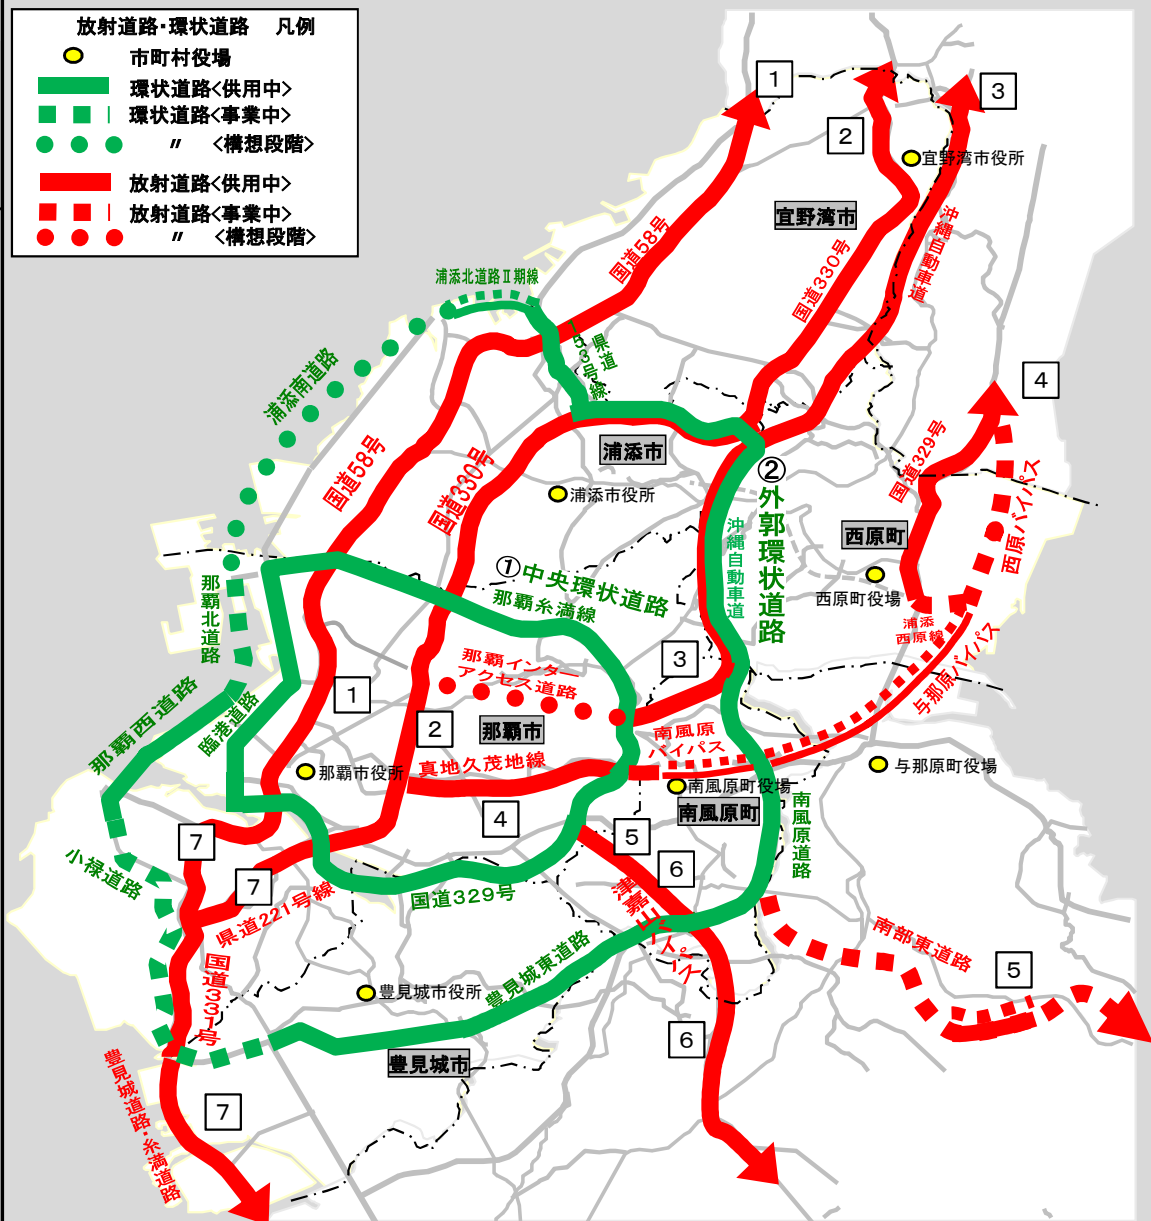 放射道路・環状道路 凡例
市町村役場
環状道路<供用中>
環状道路<事業中>
〃 <構想段階>
放射道路<供用中>
放射道路<事業中>
〃 <構想段階>
1
2
3
宜野湾市役所
宜野湾市
国道58号
国道330号
沖縄自動車道
浦添北道路Ⅱ期線
県道
153号線
浦添南道路
4
国道58号
国道330号
浦添市
浦添市役所
②
外郭環状道路
沖縄自動車道
国道329号
西原バイパス
西原町
西原町役場
浦添
西原線
与那原バイパス
①中央環状道路
那覇糸満線
那覇北道路
那覇インター
アクセス道路
3
1
2
那覇市
南風原
バイパス
那覇西道路
臨港道路
那覇市役所
真地久茂地線
南風原町役場
南風原町
与那原町役場
南風原道路
4
5
6
7
7
小禄道路
県道221号線
国道329号
津嘉山バイパス
南部東道路
5
国道331号
豊見城市役所
豊見城東道路
6
豊見城市
7
豊見城道路・糸満道路